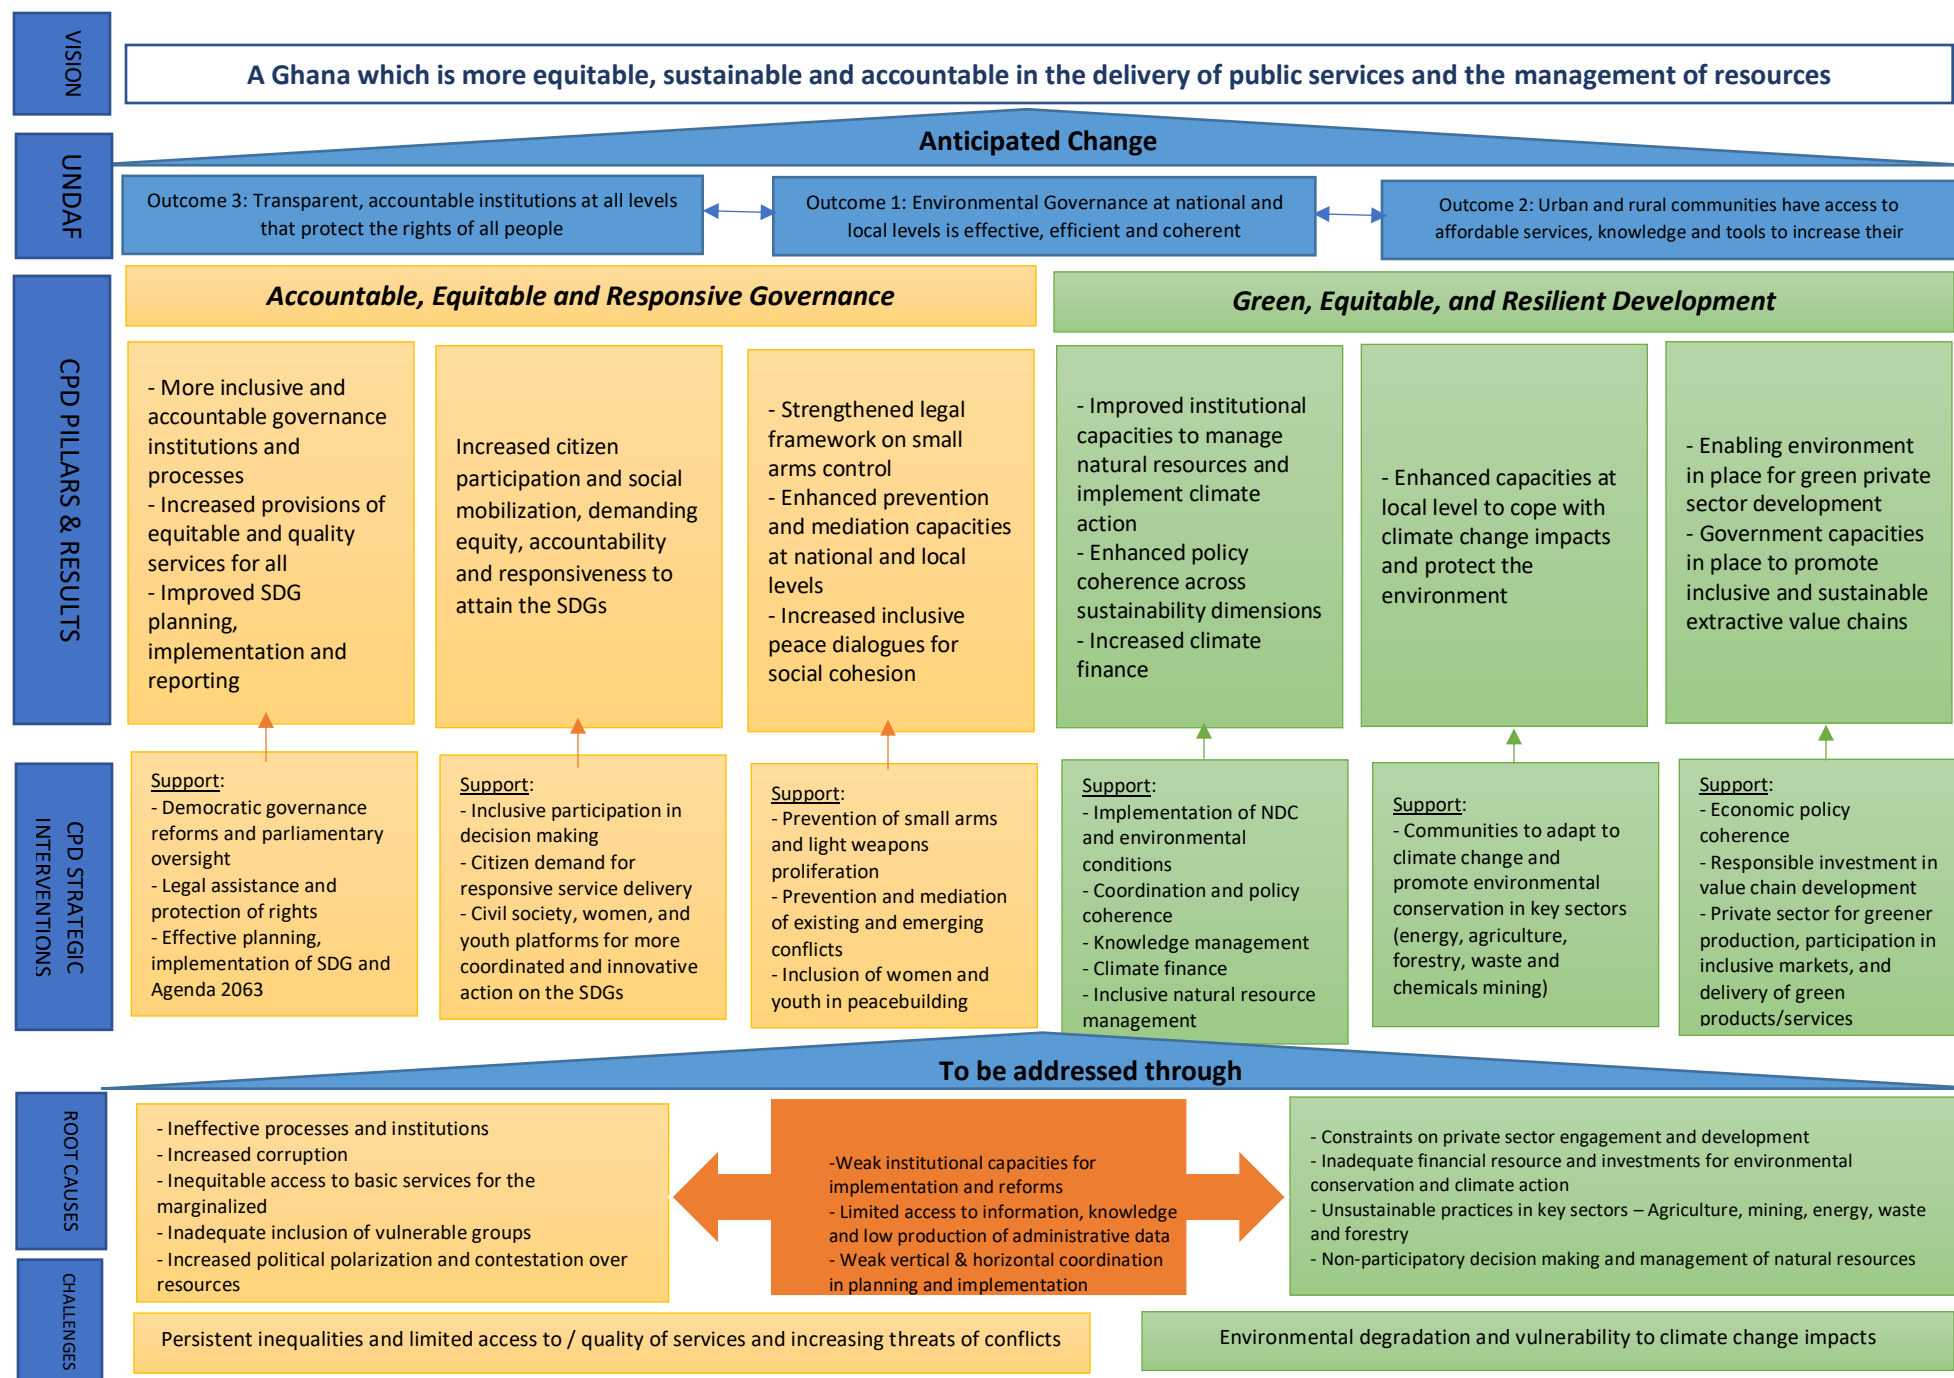 VISION
A Ghana which is more equitable, sustainable and accountable in the delivery of public services and the management of resources
UNDAF
Anticipated Change
Outcome 3: Transparent, accountable institutions at all levels
that protect the rights of all people
Outcome 1: Environmental Governance at national and
local levels is effective, efficient and coherent
Outcome 2: Urban and rural communities have access to
affordable services, knowledge and tools to increase their
CPD PILLARS & RESULTS
Accountable, Equitable and Responsive Governance
Green, Equitable, and Resilient Development
- More inclusive and
accountable governance
institutions and
processes
- Increased provisions of
equitable and quality
services for all
- Improved SDG
planning,
implementation and
reporting
Increased citizen
participation and social
mobilization, demanding
equity, accountability
and responsiveness to
attain the SDGs
- Strengthened legal
framework on small
arms control
- Enhanced prevention
and mediation capacities
at national and local
levels
- Increased inclusive
peace dialogues for
social cohesion
- Improved institutional
capacities to manage
natural resources and
implement climate
action
- Enhanced policy
coherence across
sustainability dimensions
- Increased climate
finance
- Enhanced capacities at
local level to cope with
climate change impacts
and protect the
environment
- Enabling environment
in place for green private
sector development
- Government capacities
in place to promote
inclusive and sustainable
extractive value chains
CPD STRATEGIC
INTERVENTIONS
Support:
- Democratic governance
reforms and parliamentary
oversight
- Legal assistance and
protection of rights
- Effective planning,
implementation of SDG and
Agenda 2063
Support:
- Inclusive participation in
decision making
- Citizen demand for
responsive service delivery
- Civil society, women, and
youth platforms for more
coordinated and innovative
action on the SDGs
Support:
- Prevention of small arms
and light weapons
proliferation
- Prevention and mediation
of existing and emerging
conflicts
- Inclusion of women and
youth in peacebuilding
Support:
- Implementation of NDC
and environmental
conditions
- Coordination and policy
coherence
- Knowledge management
- Climate finance
- Inclusive natural resource
management
Support:
- Communities to adapt to
climate change and
promote environmental
conservation in key sectors
(energy, agriculture,
forestry, waste and
chemicals mining)
Support:
- Economic policy
coherence
- Responsible investment in
value chain development
- Private sector for greener
production, participation in
inclusive markets, and
delivery of green
products/services
To be addressed through
ROOT CAUSES
- Ineffective processes and institutions
- Increased corruption
- Inequitable access to basic services for the
marginalized
- Inadequate inclusion of vulnerable groups
- Increased political polarization and contestation over
resources
-Weak institutional capacities for
implementation and reforms
- Limited access to information, knowledge
and low production of administrative data
- Weak vertical & horizontal coordination
in planning and implementation
- Constraints on private sector engagement and development
- Inadequate financial resource and investments for environmental
conservation and climate action
- Unsustainable practices in key sectors – Agriculture, mining, energy, waste
and forestry
- Non-participatory decision making and management of natural resources
CHALLENGES
Persistent inequalities and limited access to / quality of services and increasing threats of conflicts
Environmental degradation and vulnerability to climate change impacts